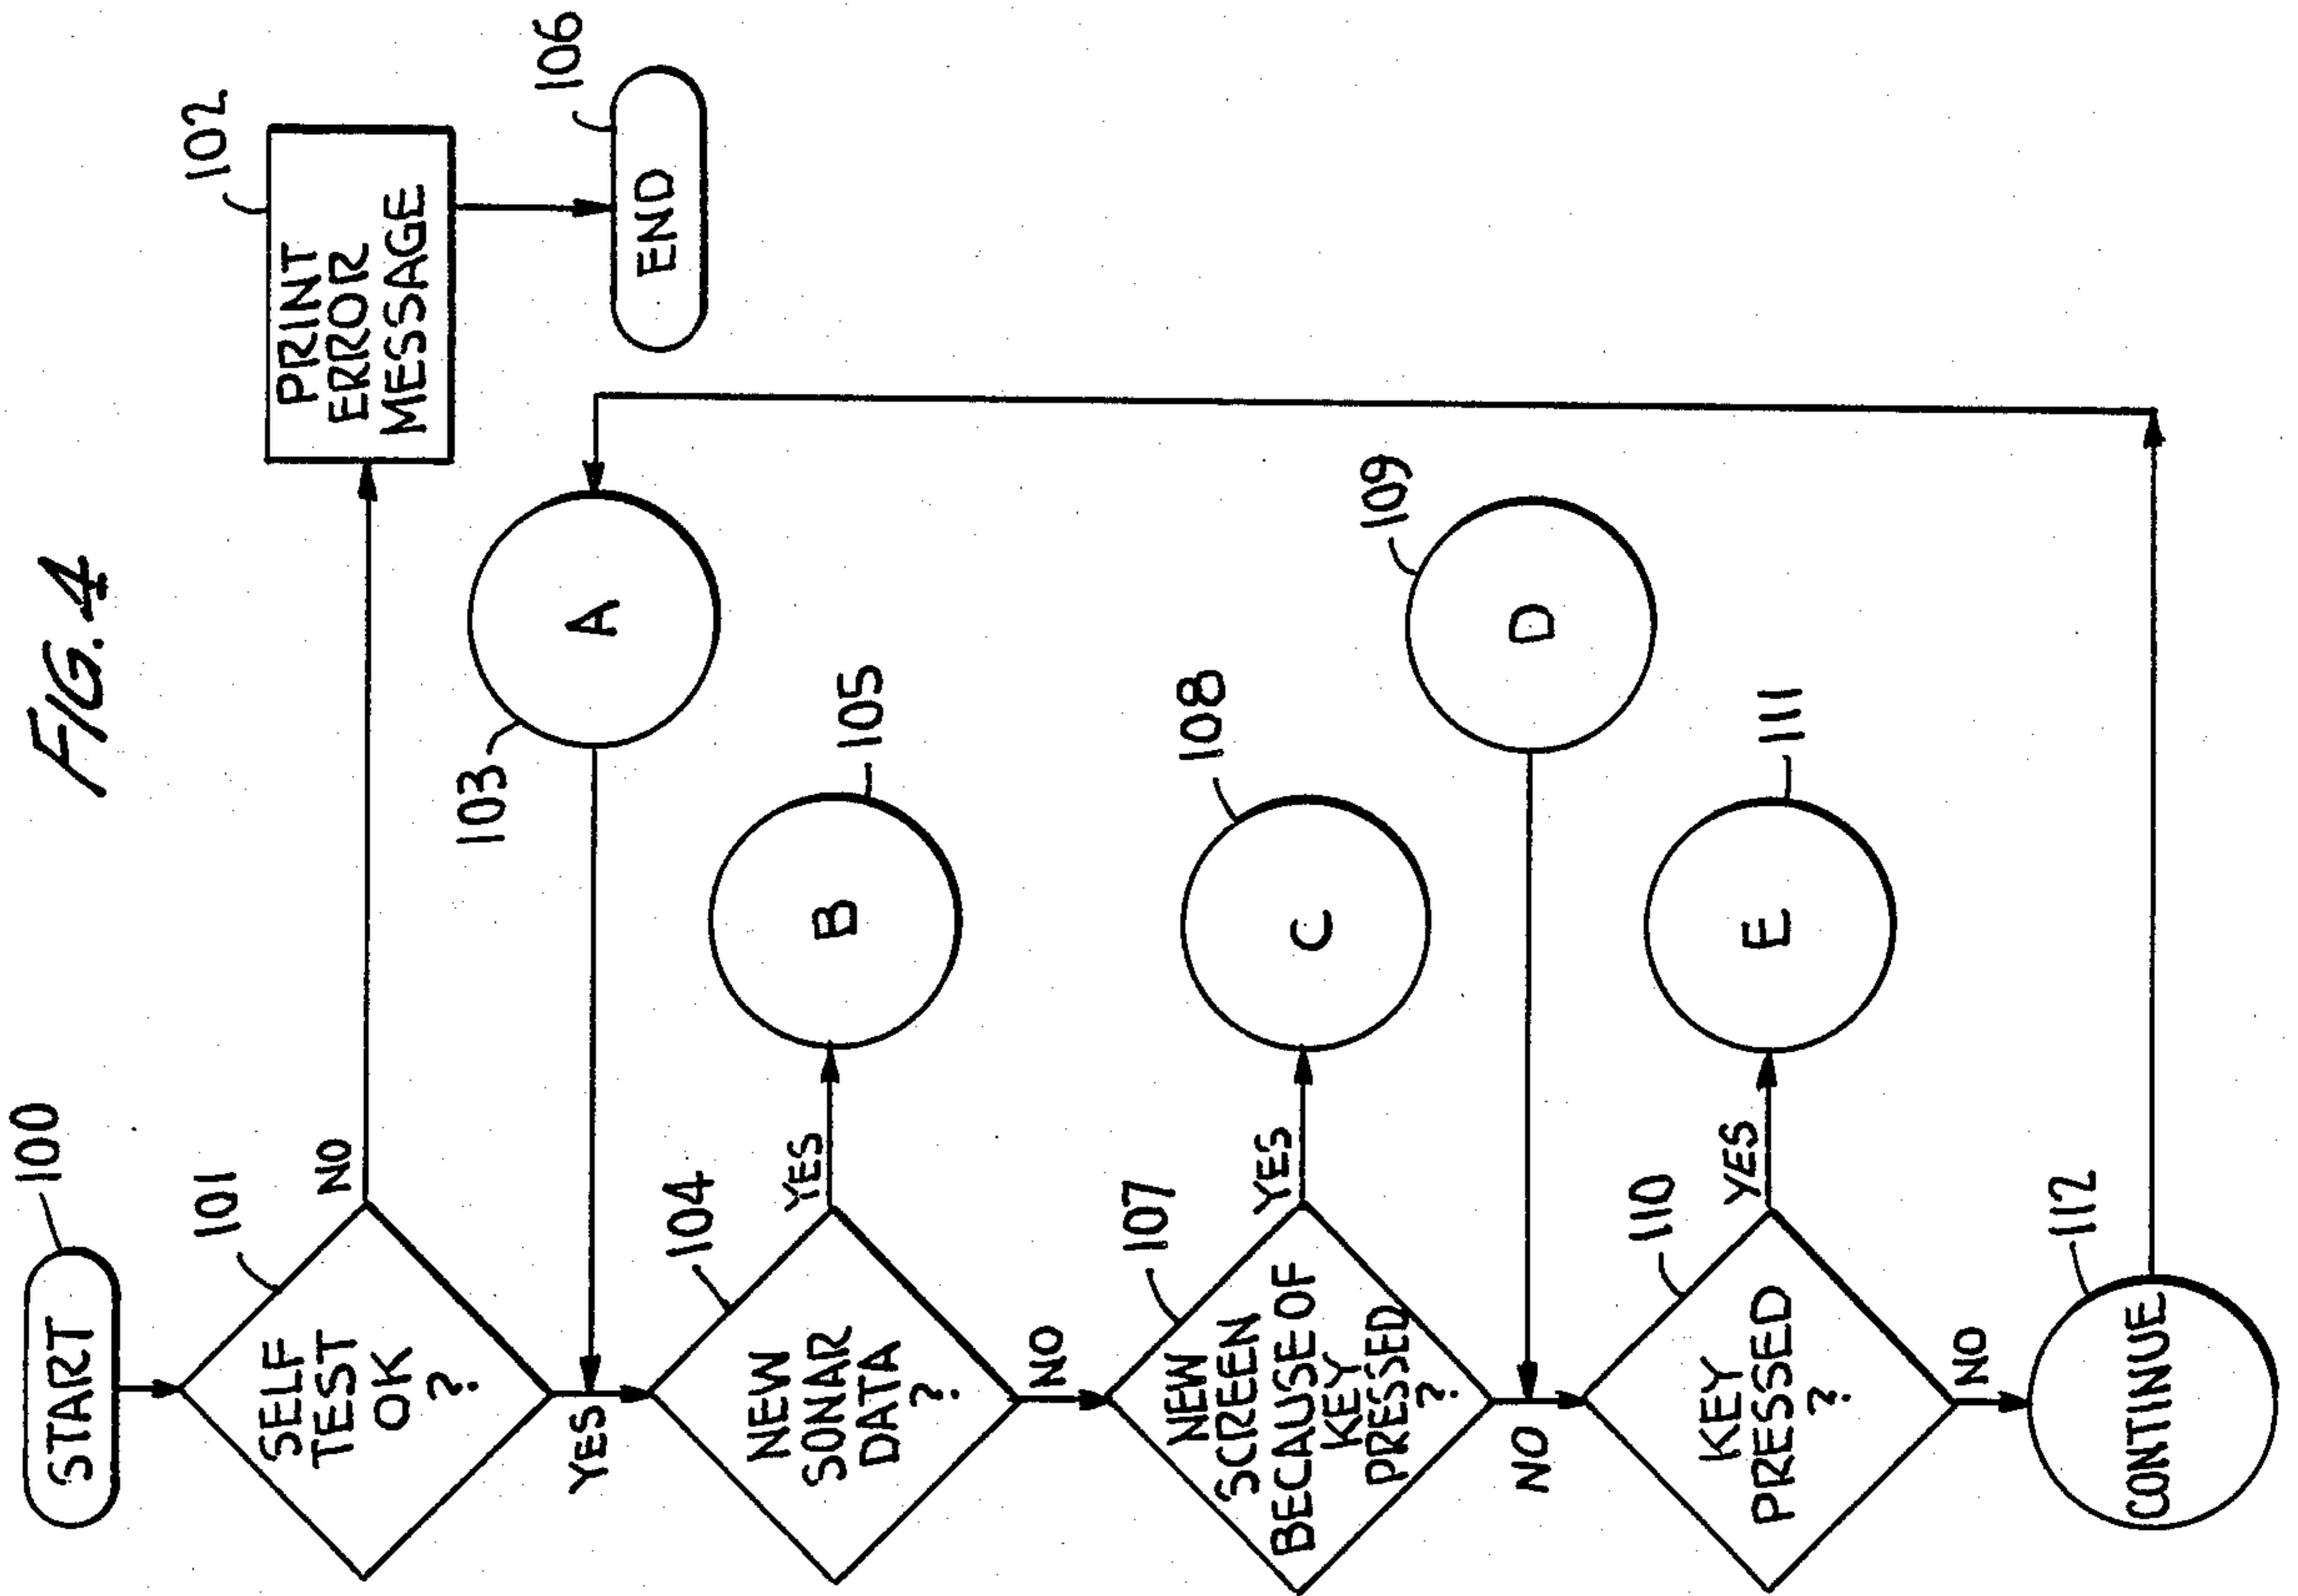 FIG. 4
100
START
101
SELF
TEST
OK
?
NO
102
PRINT
ERROR
MESSAGE
106
END
YES
103
A
104
NEW
SONAR
DATA
?
YES
105
B
NO
107
NEW
SCREEN
BECAUSE OF
KEY
PRESSED
?
YES
108
C
NO
109
D
110
KEY
PRESSED
?
YES
111
E
NO
112
CONTINUE